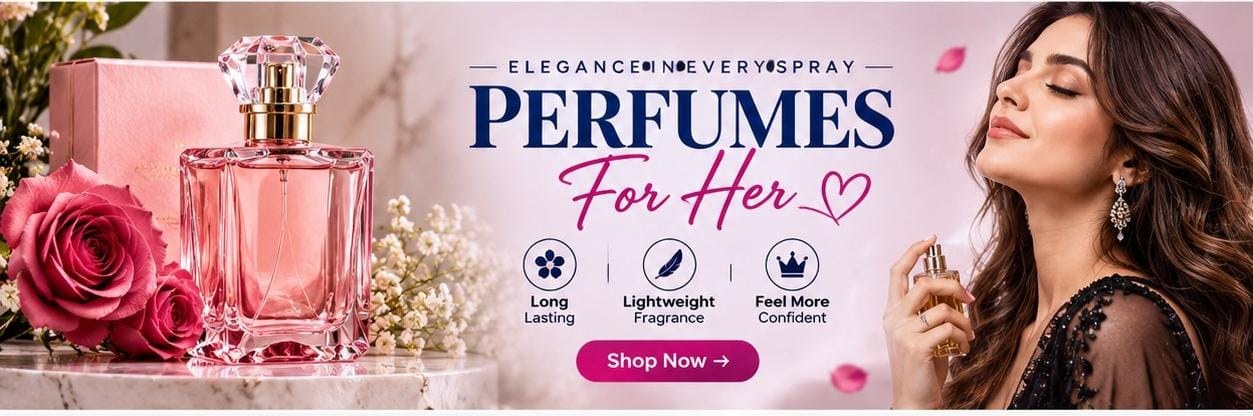 ELEGANCE•IN•EVERY•SPRAY
PERFUMES
For Her
Long
Lasting
Lightweight
Fragrance
Feel More
Confident
Shop Now →